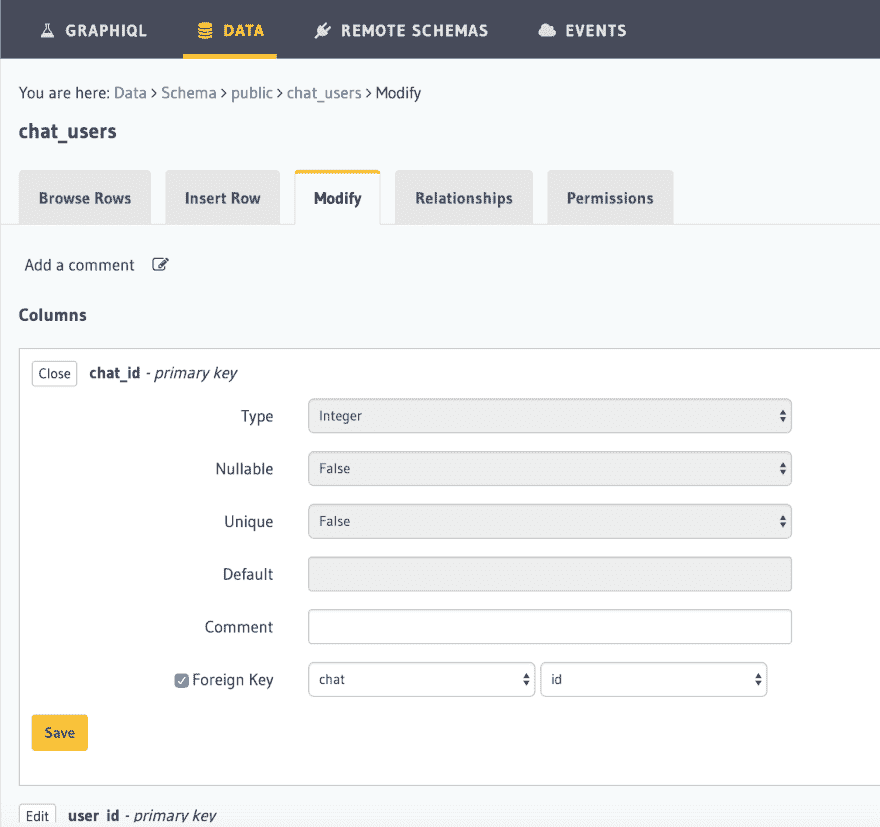 GRAPHIQL DATA REMOTE SCHEMAS EVENTS
You are here: Data > Schema > public > chat_users > Modify
chat_users
Browse Rows Insert Row Modify Relationships Permissions
Add a comment
Columns
Close chat_id - primary key
Type Integer
Nullable False
Unique False
Default
Comment
Foreign Key chat id
Save
Edit user_id - primary key